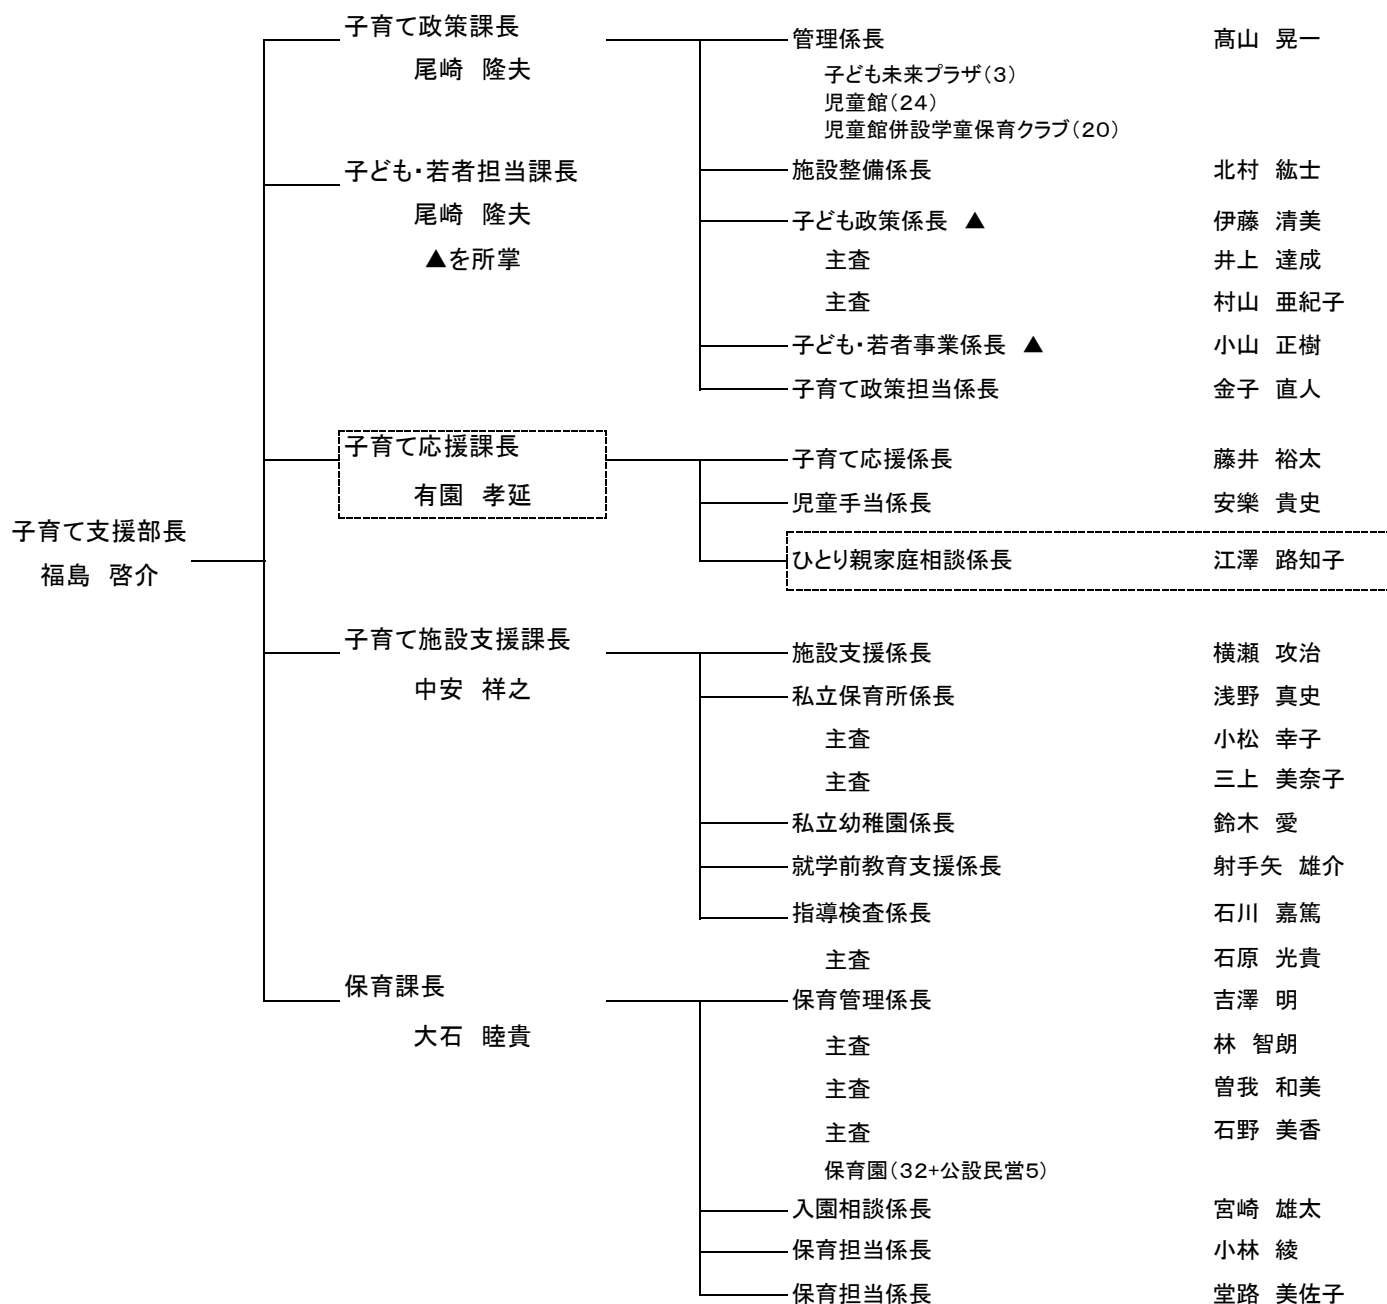 子育て支援部長
福島 啓介
子育て政策課長
尾崎 隆夫
管理係長 髙山 晃一
子ども未来プラザ(3)
児童館(24)
児童館併設学童保育クラブ(20)
施設整備係長 北村 紘士
子ども・若者担当課長
尾崎 隆夫
▲を所掌
子ども政策係長 ▲ 伊藤 清美
主査 井上 達成
主査 村山 亜紀子
子ども・若者事業係長 ▲ 小山 正樹
子育て政策担当係長 金子 直人
子育て応援課長
有園 孝延
子育て応援係長 藤井 裕太
児童手当係長 安樂 貴史
ひとり親家庭相談係長 江澤 路知子
子育て施設支援課長
中安 祥之
施設支援係長 横瀬 攻治
私立保育所係長 浅野 真史
主査 小松 幸子
主査 三上 美奈子
私立幼稚園係長 鈴木 愛
就学前教育支援係長 射手矢 雄介
指導検査係長 石川 嘉篤
主査 石原 光貴
保育課長
大石 睦貴
保育管理係長 吉澤 明
主査 林 智朗
主査 曽我 和美
主査 石野 美香
保育園(32+公設民営5)
入園相談係長 宮崎 雄太
保育担当係長 小林 綾
保育担当係長 堂路 美佐子